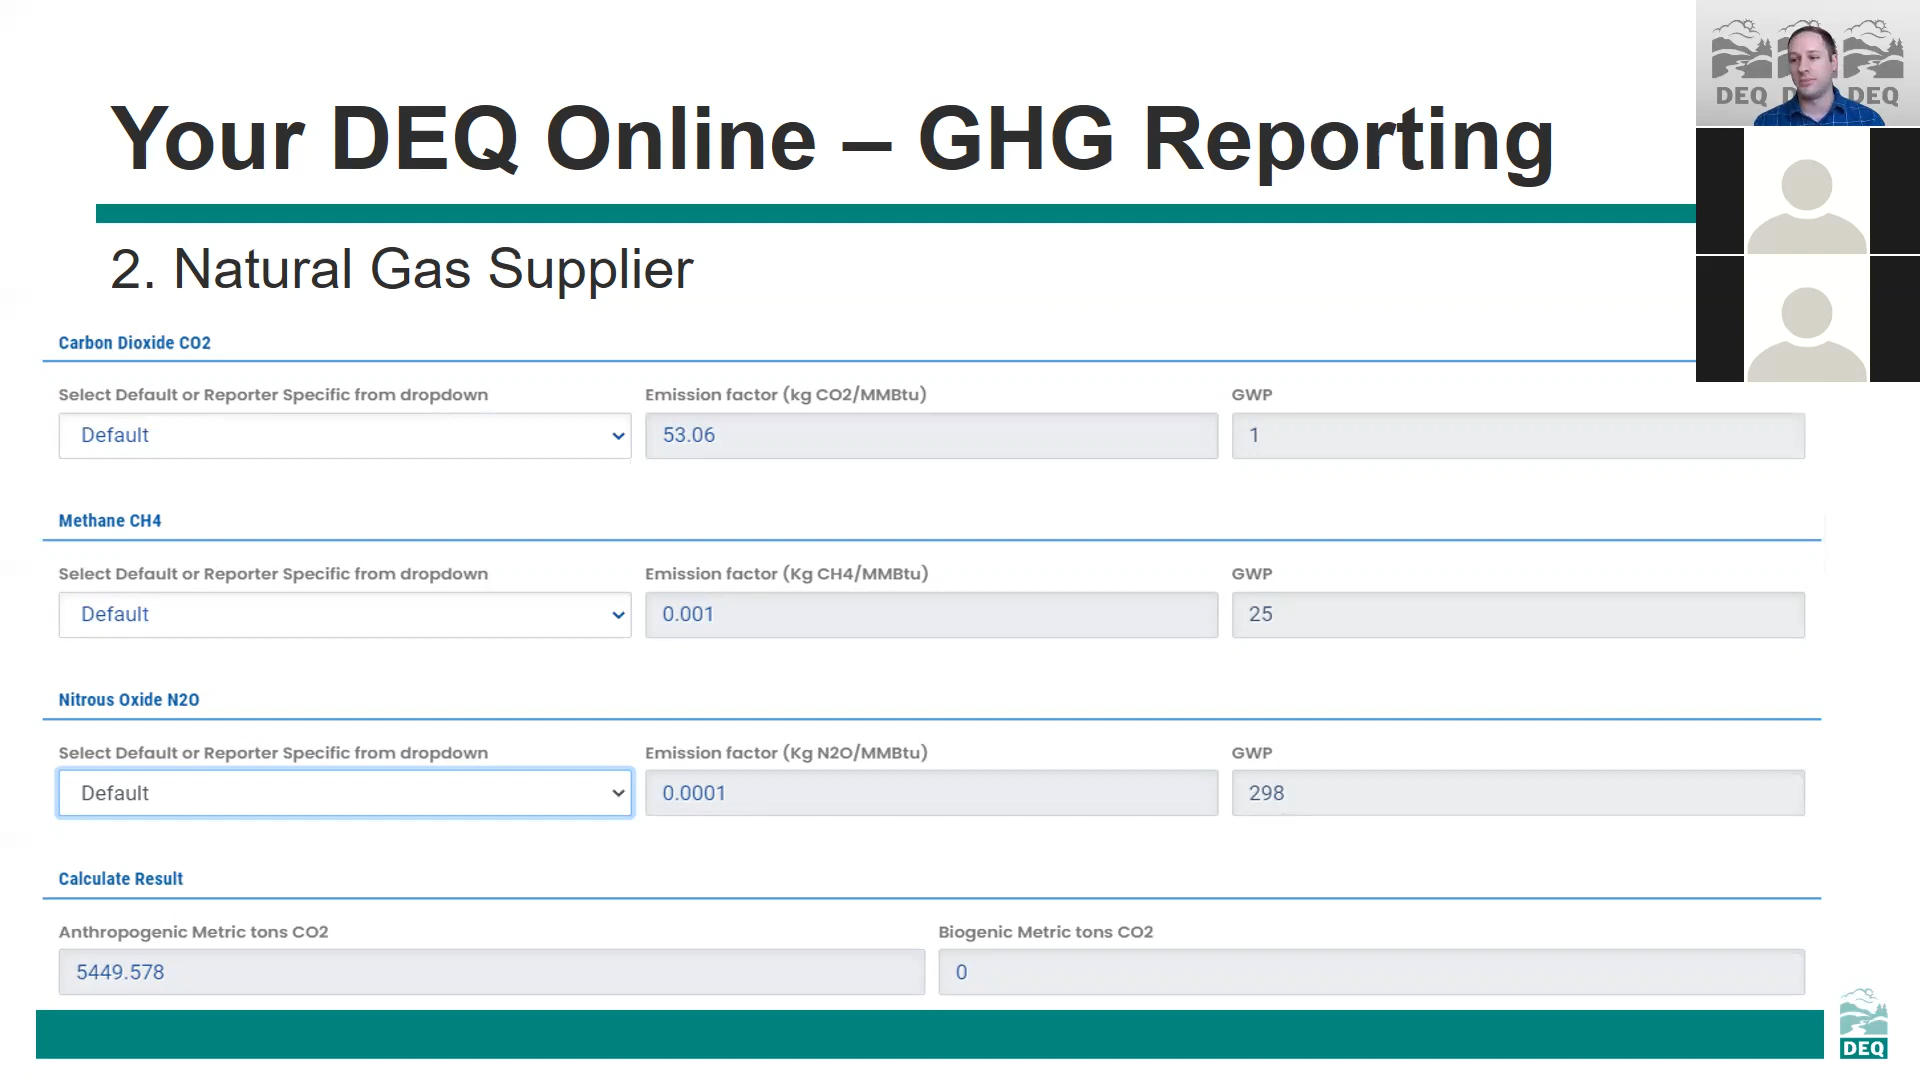 Your DEQ Online – GHG Reporting
2. Natural Gas Supplier
Carbon Dioxide CO2
Select Default or Reporter Specific from dropdown
Emission factor (kg CO2/MMBtu)
GWP
Default
53.06
1
Methane CH4
Select Default or Reporter Specific from dropdown
Emission factor (Kg CH4/MMBtu)
GWP
Default
0.001
25
Nitrous Oxide N2O
Select Default or Reporter Specific from dropdown
Emission factor (Kg N2O/MMBtu)
GWP
Default
0.0001
298
Calculate Result
Anthropogenic Metric tons CO2
Biogenic Metric tons CO2
5449.578
0
DEQ
DEQ
DEQ